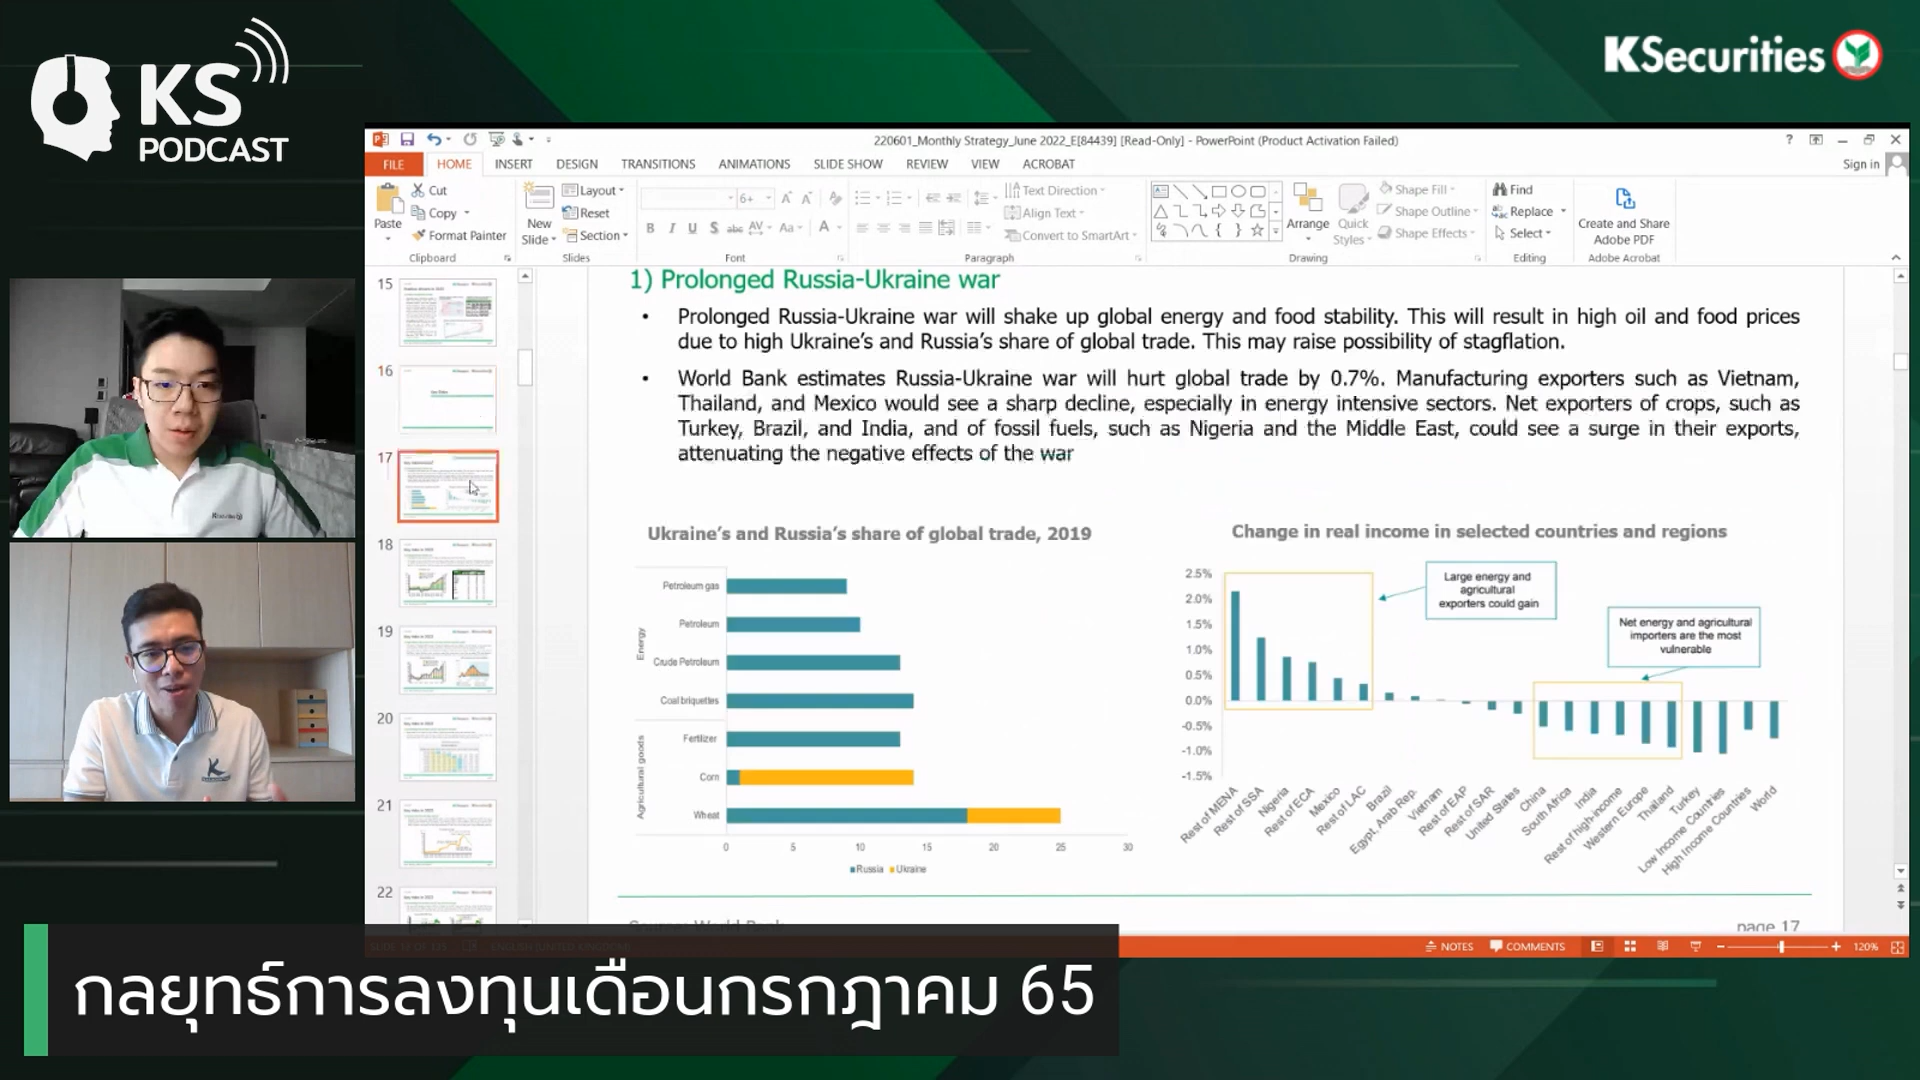 KS
PODCAST
KSecurities
220601_Monthly Strategy_June 2022_E[84439] [Read-Only] - PowerPoint (Product Activation Failed)
FILE HOME INSERT DESIGN TRANSITIONS ANIMATIONS SLIDE SHOW REVIEW VIEW ACROBAT Sign in
Paste
Cut
Copy
Format Painter
Clipboard
New
Slide
Layout
Reset
Section
Slides
6+
Font
Text Direction
Align Text
Convert to SmartArt
Paragraph
Arrange
Quick
Styles
Shape Fill
Shape Outline
Shape Effects
Drawing
Find
Replace
Select
Editing
Create and Share
Adobe PDF
Adobe Acrobat
15
16
17
18
19
20
21
22
1) Prolonged Russia-Ukraine war
• Prolonged Russia-Ukraine war will shake up global energy and food stability. This will result in high oil and food prices
due to high Ukraine's and Russia's share of global trade. This may raise possibility of stagflation.
• World Bank estimates Russia-Ukraine war will hurt global trade by 0.7%. Manufacturing exporters such as Vietnam,
Thailand, and Mexico would see a sharp decline, especially in energy intensive sectors. Net exporters of crops, such as
Turkey, Brazil, and India, and of fossil fuels, such as Nigeria and the Middle East, could see a surge in their exports,
attenuating the negative effects of the war
Ukraine's and Russia's share of global trade, 2019
Energy
Petroleum gas
Petroleum
Crude Petroleum
Coal briquettes
Agricultural goods
Fertilizer
Corn
Wheat
0 5 10 15 20 25 30
Russia Ukraine
Change in real income in selected countries and regions
2.5%
2.0%
1.5%
1.0%
0.5%
0.0%
-0.5%
-1.0%
-1.5%
Large energy and
agricultural
exporters could gain
Net energy and agricultural
importers are the most
vulnerable
Rest of MENA
Rest of SSA
Nigeria
Rest of ECA
Mexico
Rest of LAC
Brazil
Egypt, Arab Rep.
Vietnam
Rest of EAP
Rest of SAR
United States
China
South Africa
India
Rest of high-income
Western Europe
Thailand
Turkey
Low Income Countries
High Income Countries
World
page 17
NOTES COMMENTS 120%
กลยุทธ์การลงทุนเดือนกรกฎาคม 65